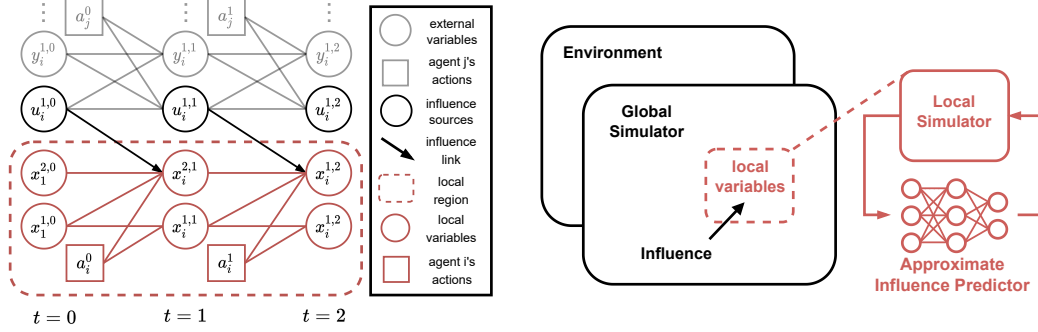 a_j^0 a_j^1
y_i^{1,0} y_i^{1,1} y_i^{1,2}
u_i^{1,0} u_i^{1,1} u_i^{1,2}
x_1^{2,0} x_i^{2,1} x_i^{1,2}
x_1^{1,0} x_i^{1,1} x_i^{1,2}
a_i^0 a_i^1
t = 0 t = 1 t = 2
external
variables
agent j's
actions
influence
sources
influence
link
local
region
local
variables
agent i's
actions
Environment
Global
Simulator
local
variables
Influence
Local
Simulator
Approximate
Influence Predictor